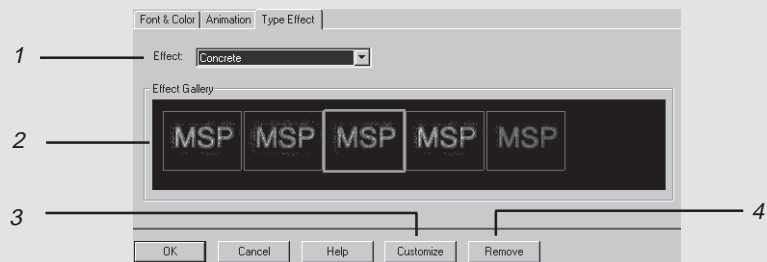 Font & Color Animation Type Effect
1 Effect: Concrete
Effect Gallery
2 MSP MSP MSP MSP MSP
3 4
OK Cancel Help Customize Remove